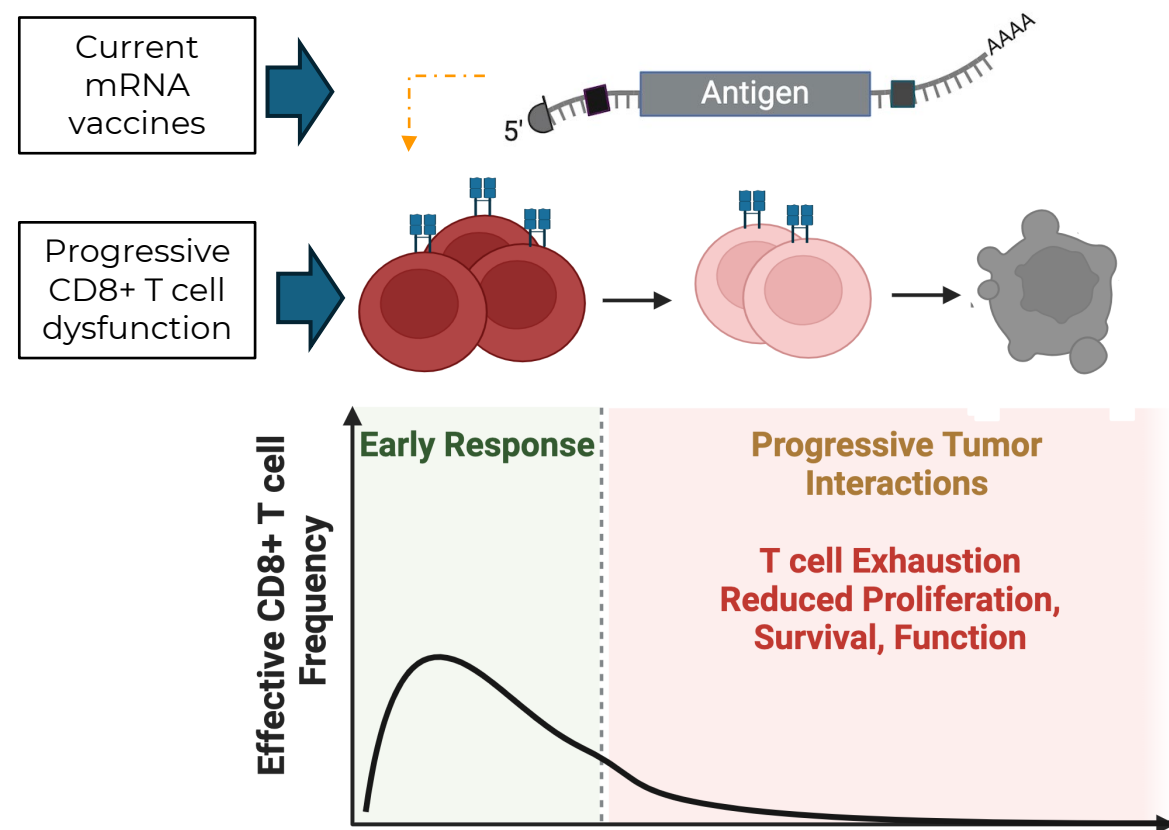 Current
mRNA
vaccines
5'
Antigen
AAAA
Progressive
CD8+ T cell
dysfunction
Effective CD8+ T cell
Frequency
Early Response
Progressive Tumor
Interactions
T cell Exhaustion
Reduced Proliferation,
Survival, Function